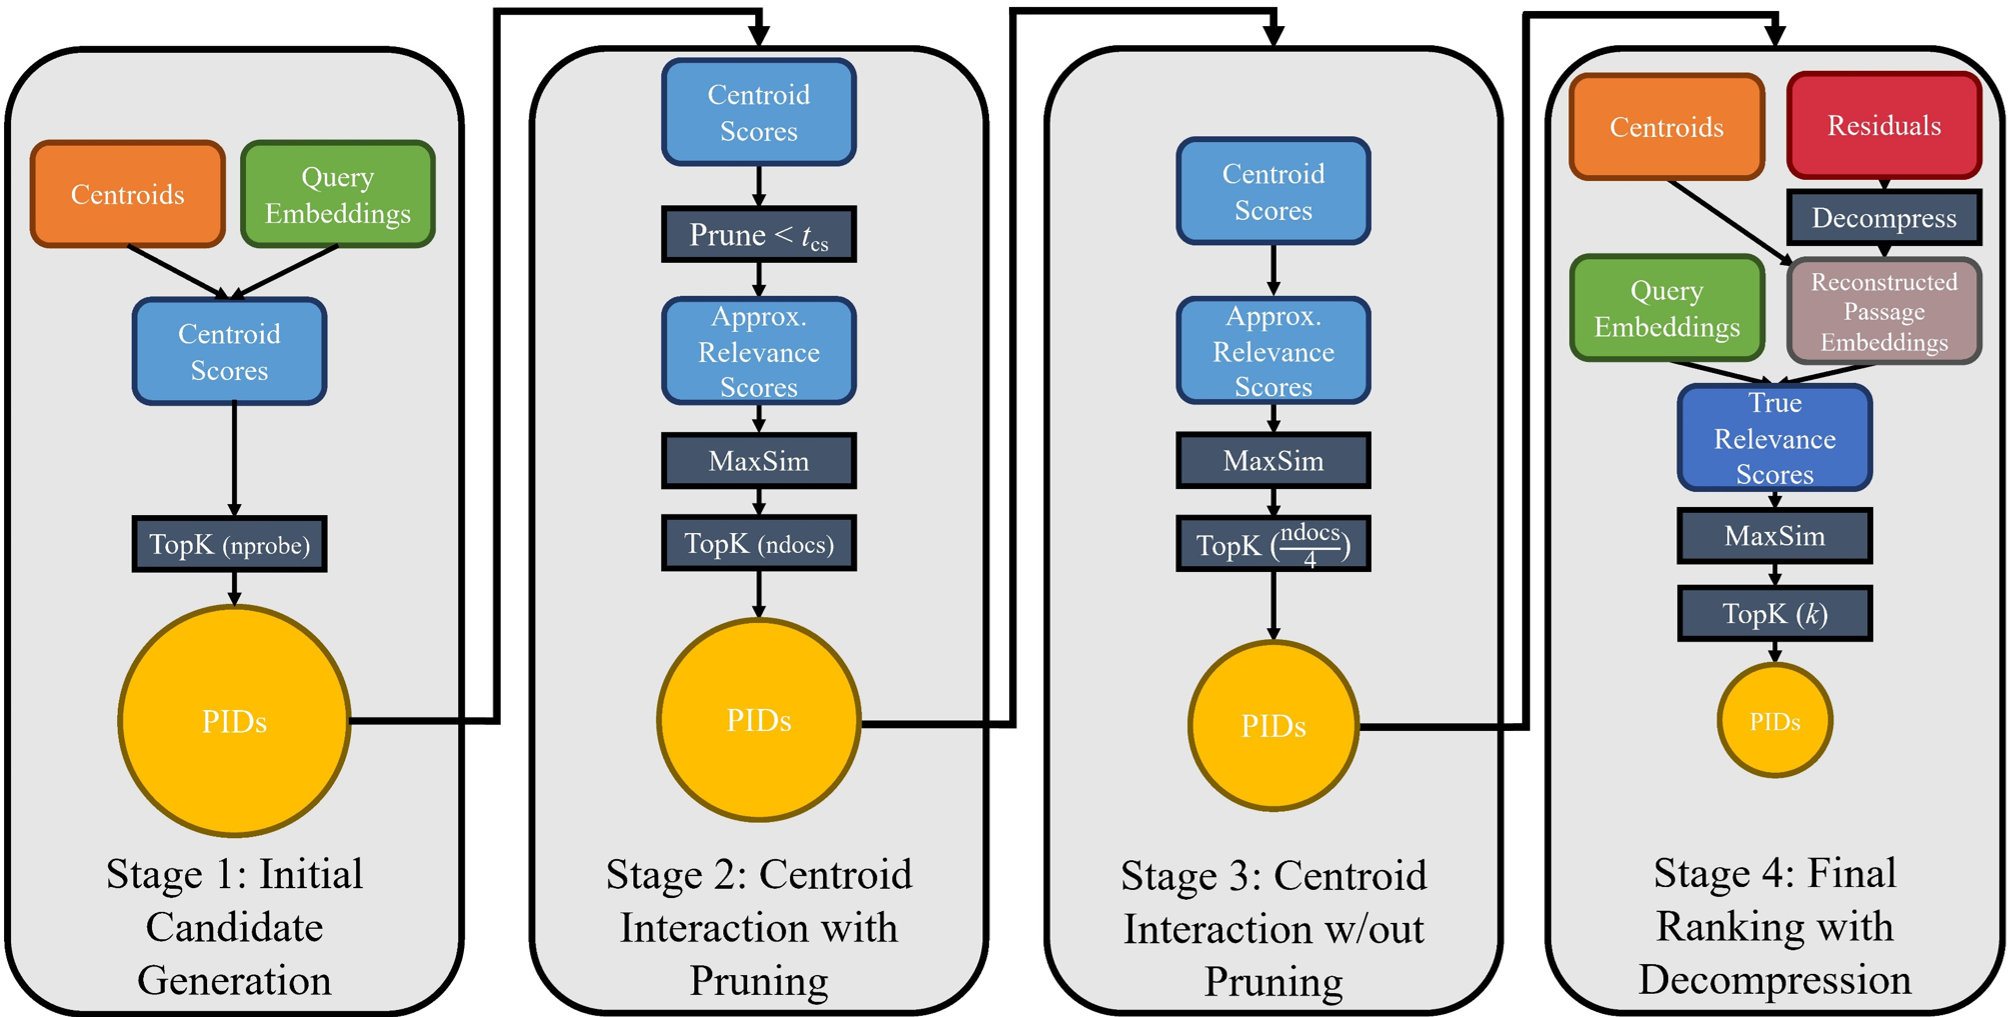 Centroids
Query
Embeddings
Centroid
Scores
TopK (nprobe)
PIDs
Stage 1: Initial
Candidate
Generation
Centroid
Scores
Prune < tcs
Approx.
Relevance
Scores
MaxSim
TopK (ndocs)
PIDs
Stage 2: Centroid
Interaction with
Pruning
Centroid
Scores
Approx.
Relevance
Scores
MaxSim
TopK (ndocs/4)
PIDs
Stage 3: Centroid
Interaction w/out
Pruning
Centroids
Residuals
Decompress
Query
Embeddings
Reconstructed
Passage
Embeddings
True
Relevance
Scores
MaxSim
TopK (k)
PIDs
Stage 4: Final
Ranking with
Decompression